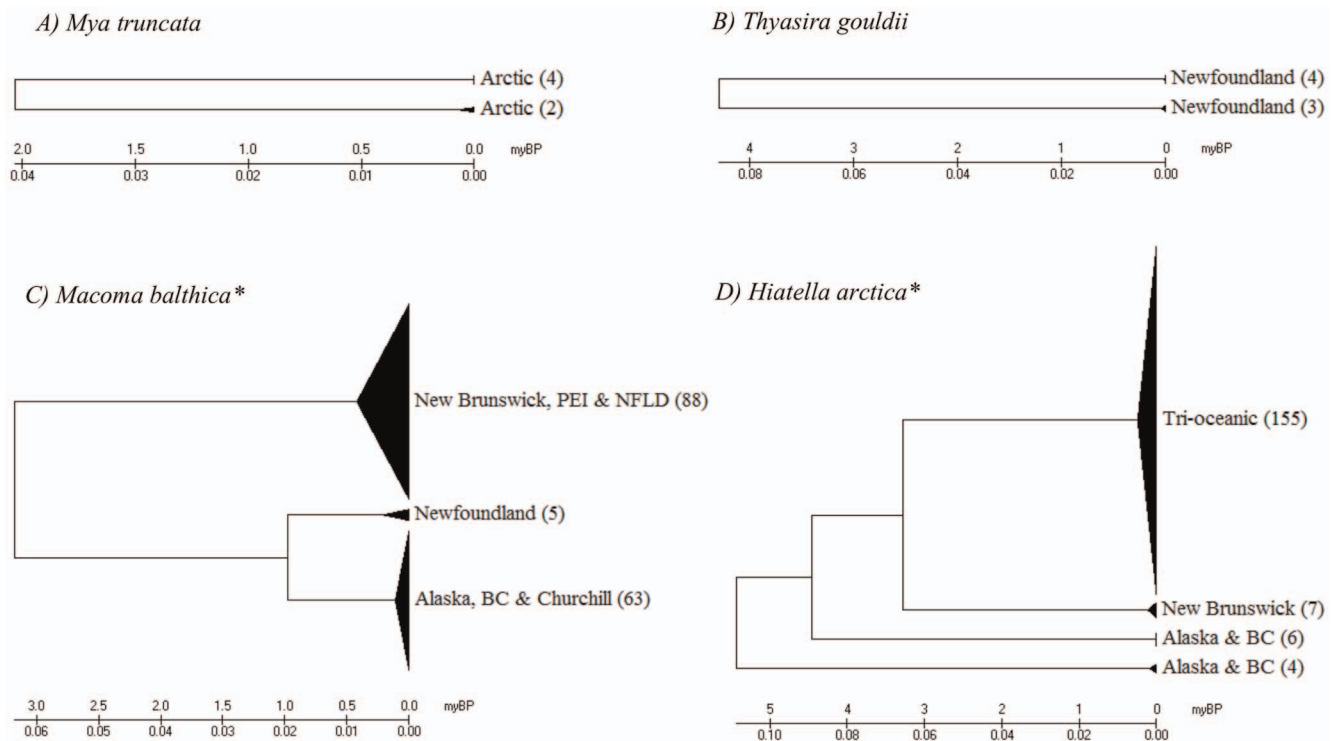 A) Mya truncata
Arctic (4)
Arctic (2)
2.0 1.5 1.0 0.5 0.0 myBP
0.04 0.03 0.02 0.01 0.00
B) Thyasira gouldii
Newfoundland (4)
Newfoundland (3)
4 3 2 1 0 myBP
0.08 0.06 0.04 0.02 0.00
C) Macoma balthica*
New Brunswick, PEI & NFLD (88)
Newfoundland (5)
Alaska, BC & Churchill (63)
3.0 2.5 2.0 1.5 1.0 0.5 0.0 myBP
0.06 0.05 0.04 0.03 0.02 0.01 0.00
D) Hiatella arctica*
Tri-oceanic (155)
New Brunswick (7)
Alaska & BC (6)
Alaska & BC (4)
5 4 3 2 1 0 myBP
0.10 0.08 0.06 0.04 0.02 0.00